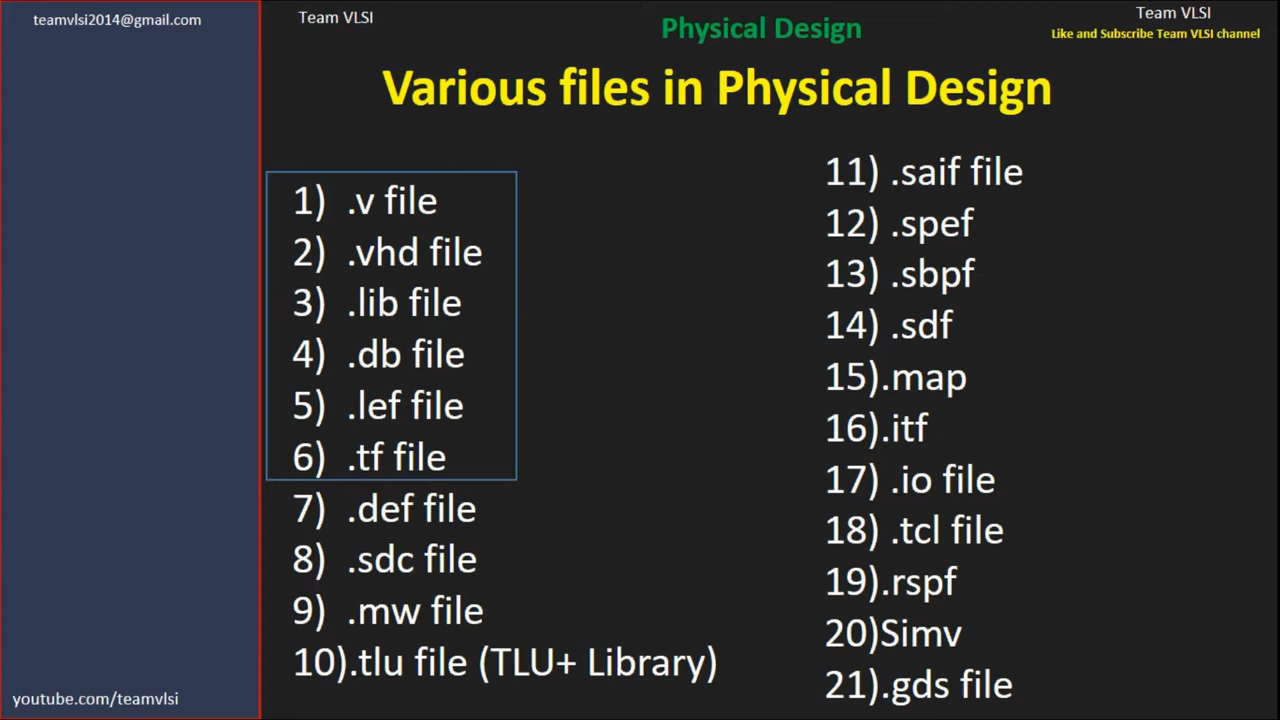 teamvlsi2014@gmail.com
Team VLSI
Physical Design
Team VLSI
Like and Subscribe Team VLSI channel
Various files in Physical Design
1) .v file
2) .vhd file
3) .lib file
4) .db file
5) .lef file
6) .tf file
7) .def file
8) .sdc file
9) .mw file
10).tlu file (TLU+ Library)
11) .saif file
12) .spef
13) .sbpf
14) .sdf
15).map
16).itf
17) .io file
18) .tcl file
19).rspf
20)Simv
21).gds file
youtube.com/teamvlsi